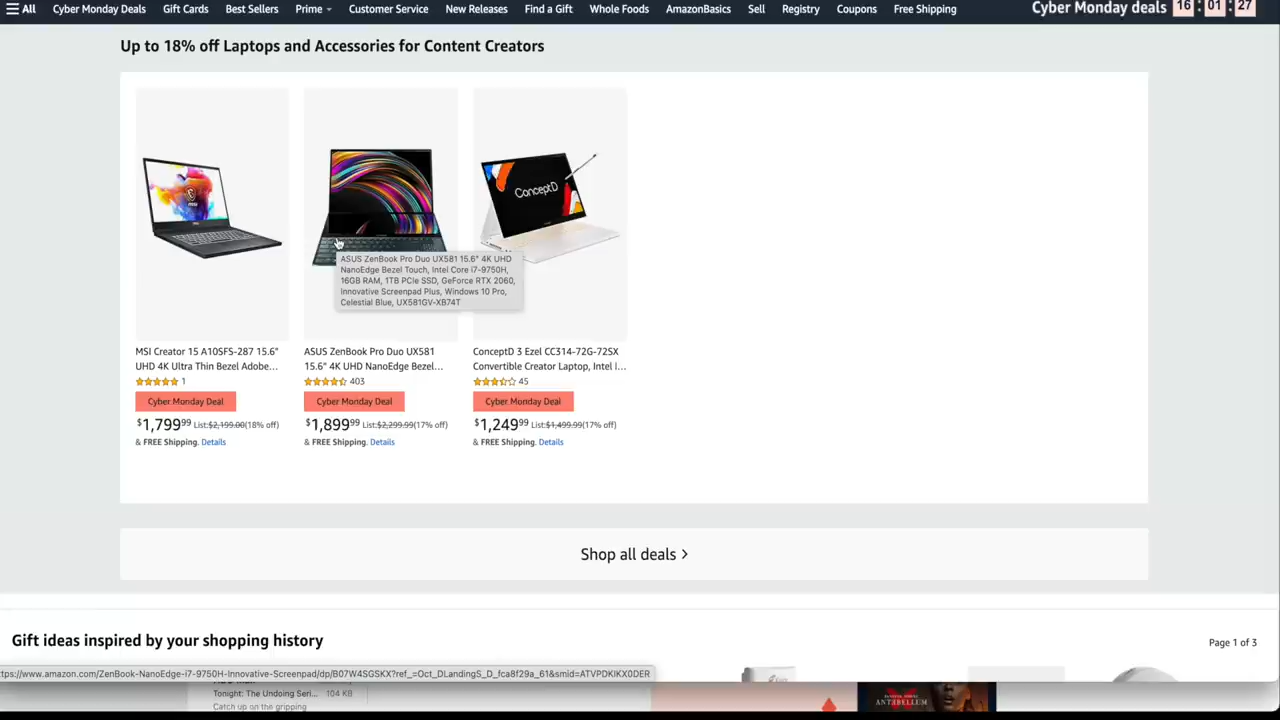 All Cyber Monday Deals Gift Cards Best Sellers Prime Customer Service New Releases Find a Gift Whole Foods AmazonBasics Sell Registry Coupons Free Shipping Cyber Monday deals 16 : 01 : 27
Up to 18% off Laptops and Accessories for Content Creators
msi
ConceptD
ASUS ZenBook Pro Duo UX581 15.6" 4K UHD
NanoEdge Bezel Touch, Intel Core i7-9750H,
16GB RAM, 1TB PCIe SSD, GeForce RTX 2060,
Innovative Screenpad Plus, Windows 10 Pro,
Celestial Blue, UX581GV-XB74T
MSI Creator 15 A10SFS-287 15.6"
UHD 4K Ultra Thin Bezel Adobe...
1
Cyber Monday Deal
$1,799.99 List:$2,199.00(18% off)
& FREE Shipping. Details
ASUS ZenBook Pro Duo UX581
15.6" 4K UHD NanoEdge Bezel...
403
Cyber Monday Deal
$1,899.99 List:$2,299.99(17% off)
& FREE Shipping. Details
ConceptD 3 Ezel CC314-72G-72SX
Convertible Creator Laptop, Intel i...
45
Cyber Monday Deal
$1,249.99 List:$1,499.99(17% off)
& FREE Shipping. Details
Shop all deals >
Gift ideas inspired by your shopping history
Page 1 of 3
ttps://www.amazon.com/ZenBook-NanoEdge-i7-9750H-Innovative-Screenpad/dp/B07W4SGSKX?ref_=Oct_DLandingS_D_fca8f29a_61&smid=ATVPDKIKX0DER
Tonight: The Undoing Seri... 104 KB
Catch up on the gripping
ANTEBELLUM